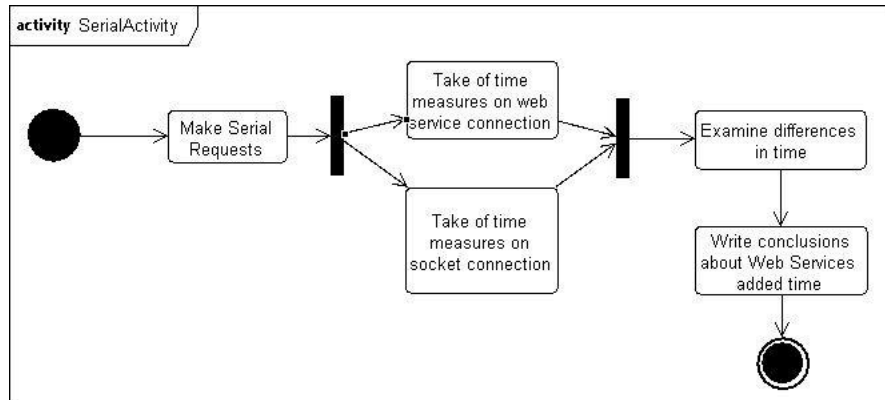 activity SerialActivity
Make Serial
Requests
Take of time
measures on web
service connection
Take of time
measures on
socket connection
Examine differences
in time
Write conclusions
about Web Services
added time